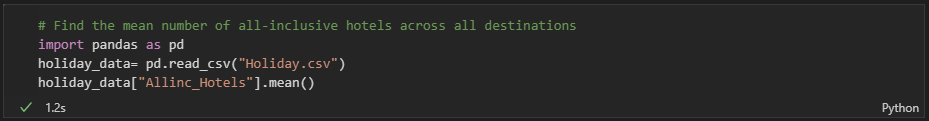 # Find the mean number of all-inclusive hotels across all destinations
import pandas as pd
holiday_data= pd.read_csv("Holiday.csv")
holiday_data["Allinc_Hotels"].mean()
1.2s Python